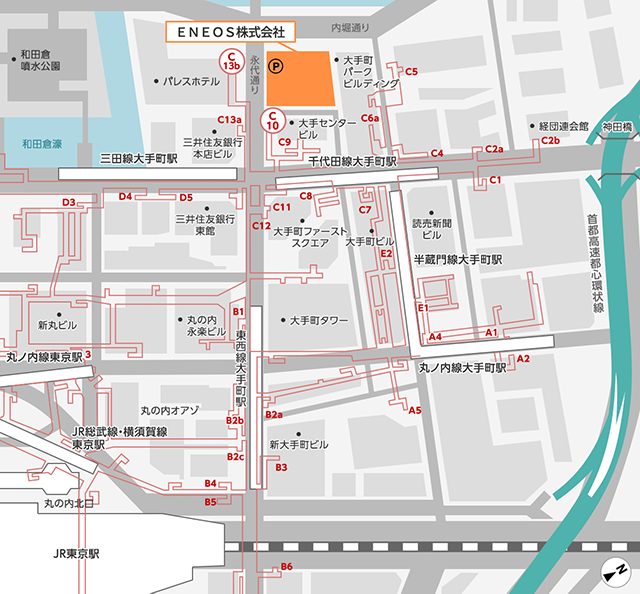 ENEOS株式会社
内堀通り
和田倉
噴水公園
C
13b
P
永代通り
大手町
パーク
ビルディング
C5
パレスホテル
C13a
C
10
大手センター
ビル
C6a
経団連会館
神田橋
和田倉濠
三井住友銀行
本店ビル
C9
C4
C2a
C2b
三田線大手町駅
千代田線大手町駅
C1
D3
D4
D5
C11
C8
C7
三井住友銀行
東館
C12
大手町ファースト
スクエア
大手町ビル
読売新聞
ビル
首都高速都心環状線
E2
半蔵門線大手町駅
新丸ビル
丸の内
永楽ビル
B1
大手町タワー
E1
A4
A1
丸ノ内線東京駅
3
東西線大手町駅
丸ノ内線大手町駅
A2
丸の内オアゾ
B2b
B2a
A5
JR総武線・横須賀線
東京駅
B2c
新大手町ビル
B3
B4
B5
丸の内北口
JR東京駅
B6
N